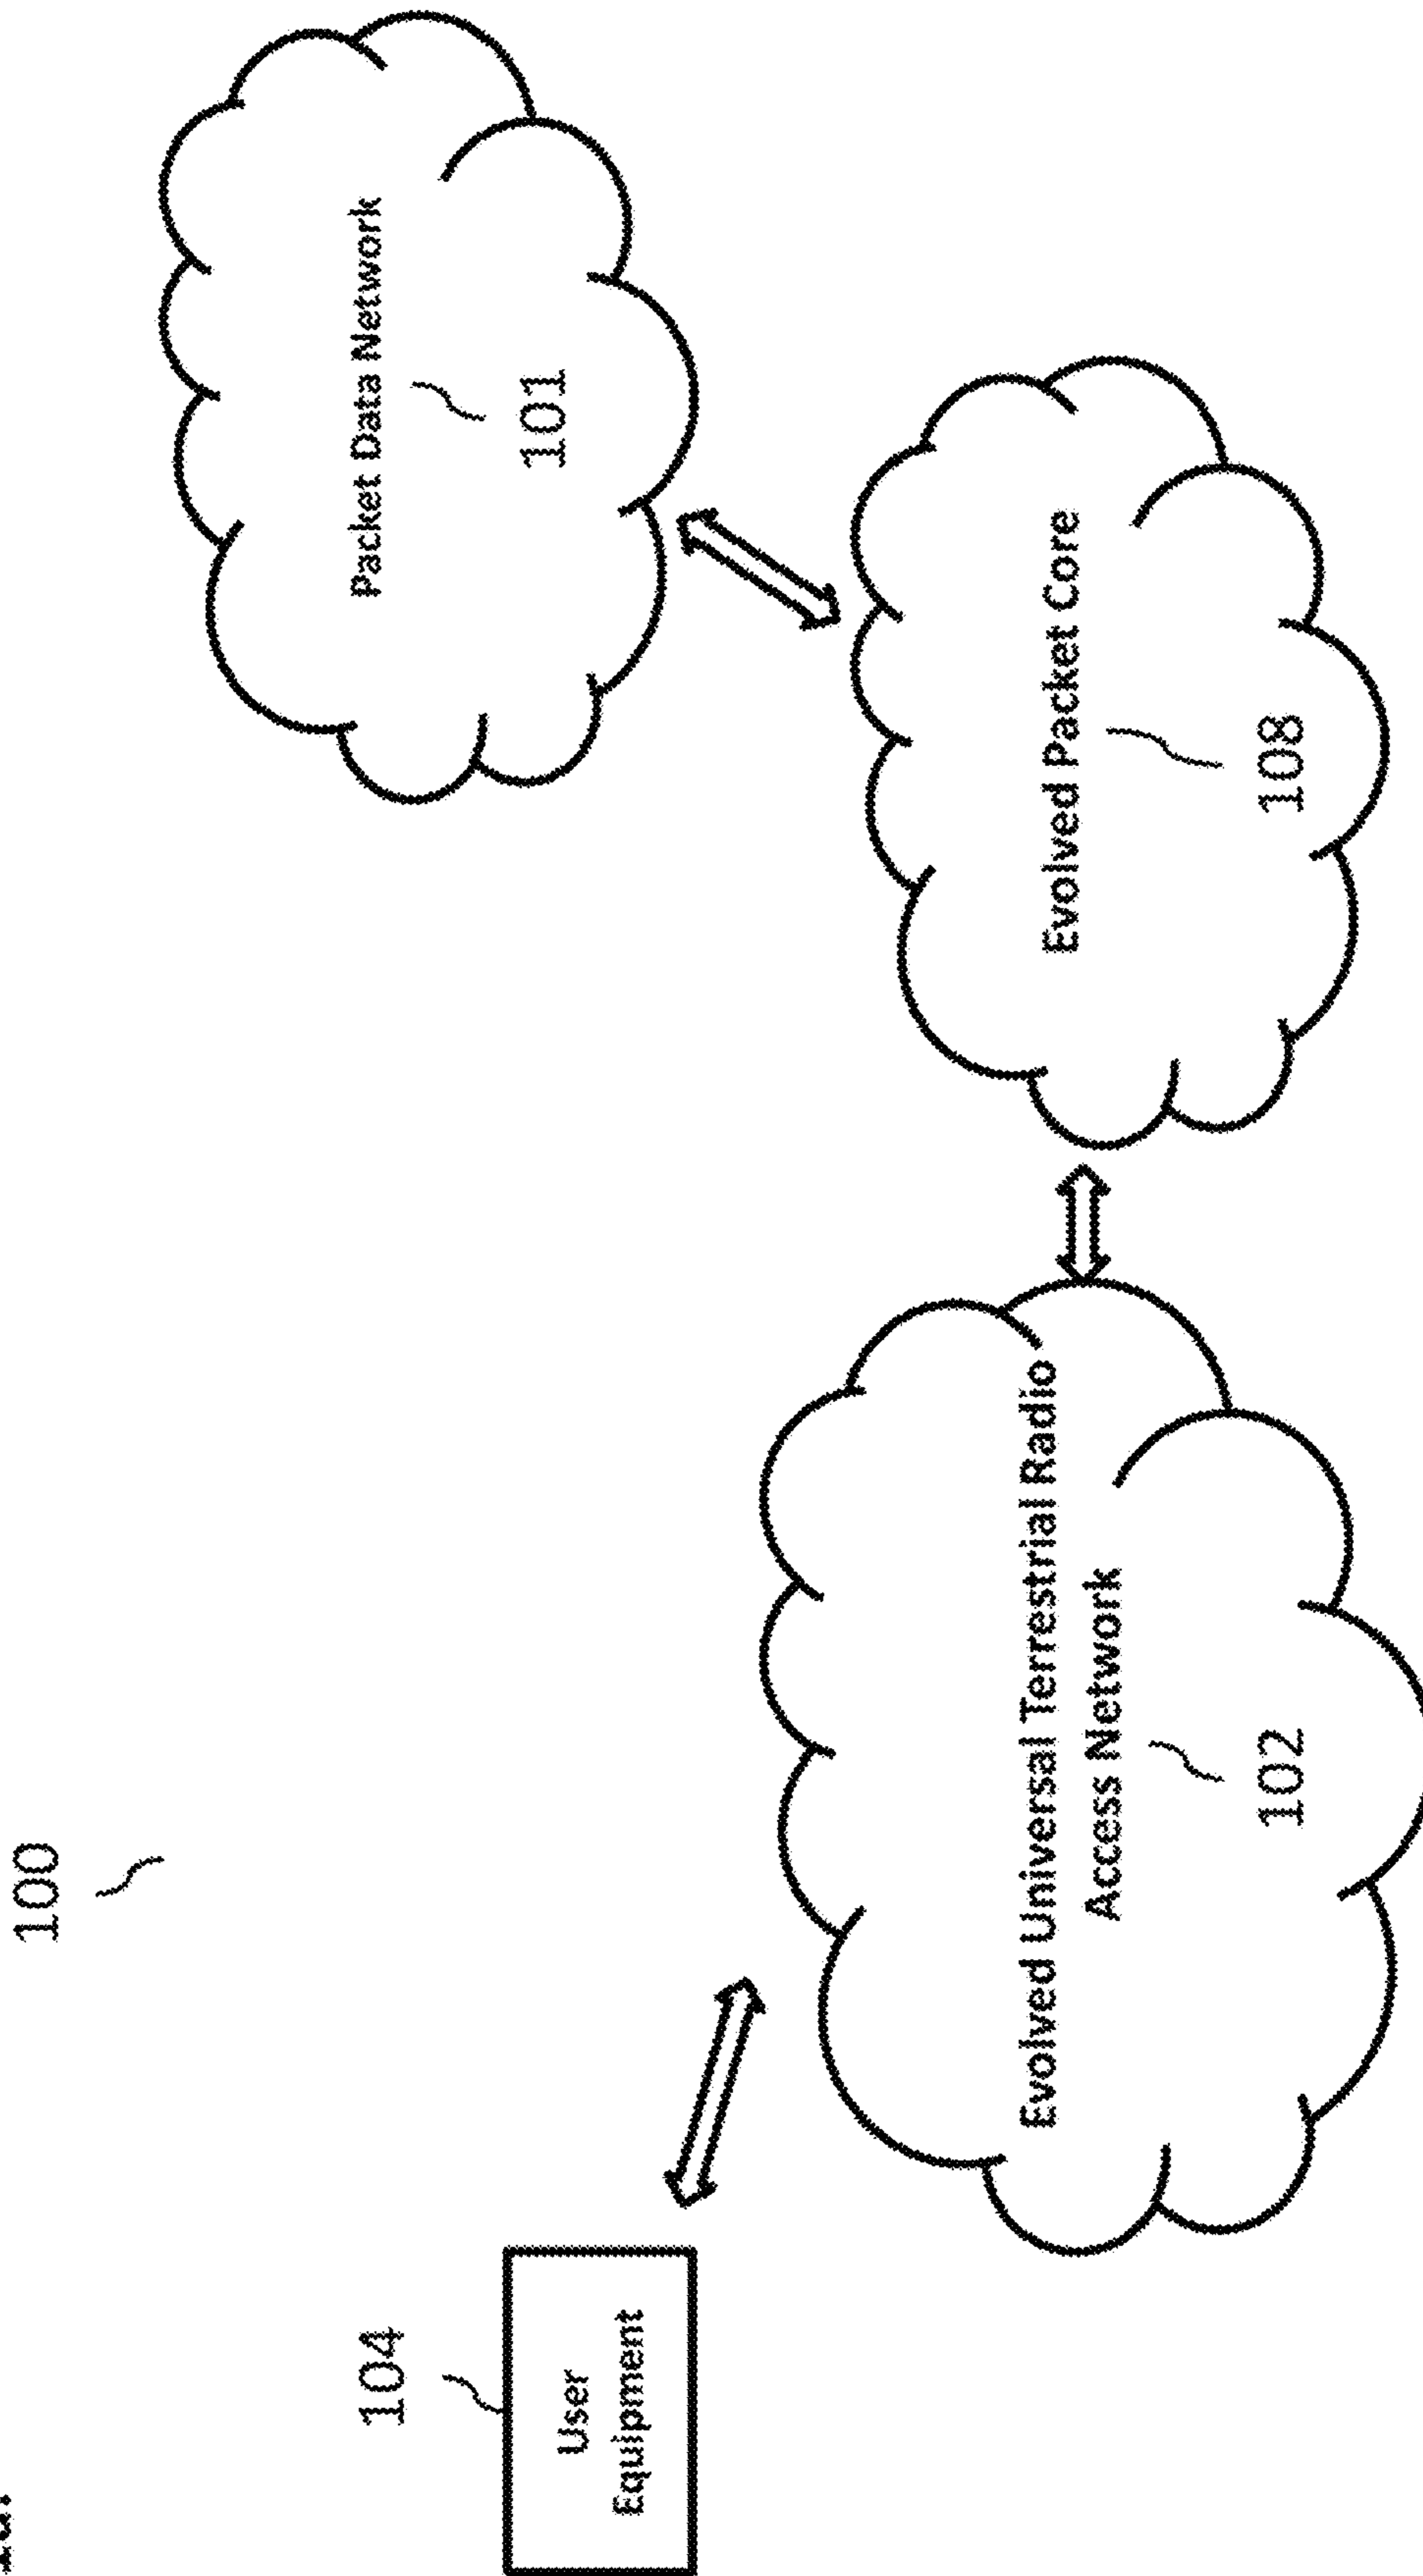 100
Packet Data Network
101
104
User
Equipment
Evolved Universal Terrestrial Radio
Access Network
102
Evolved Packet Core
108